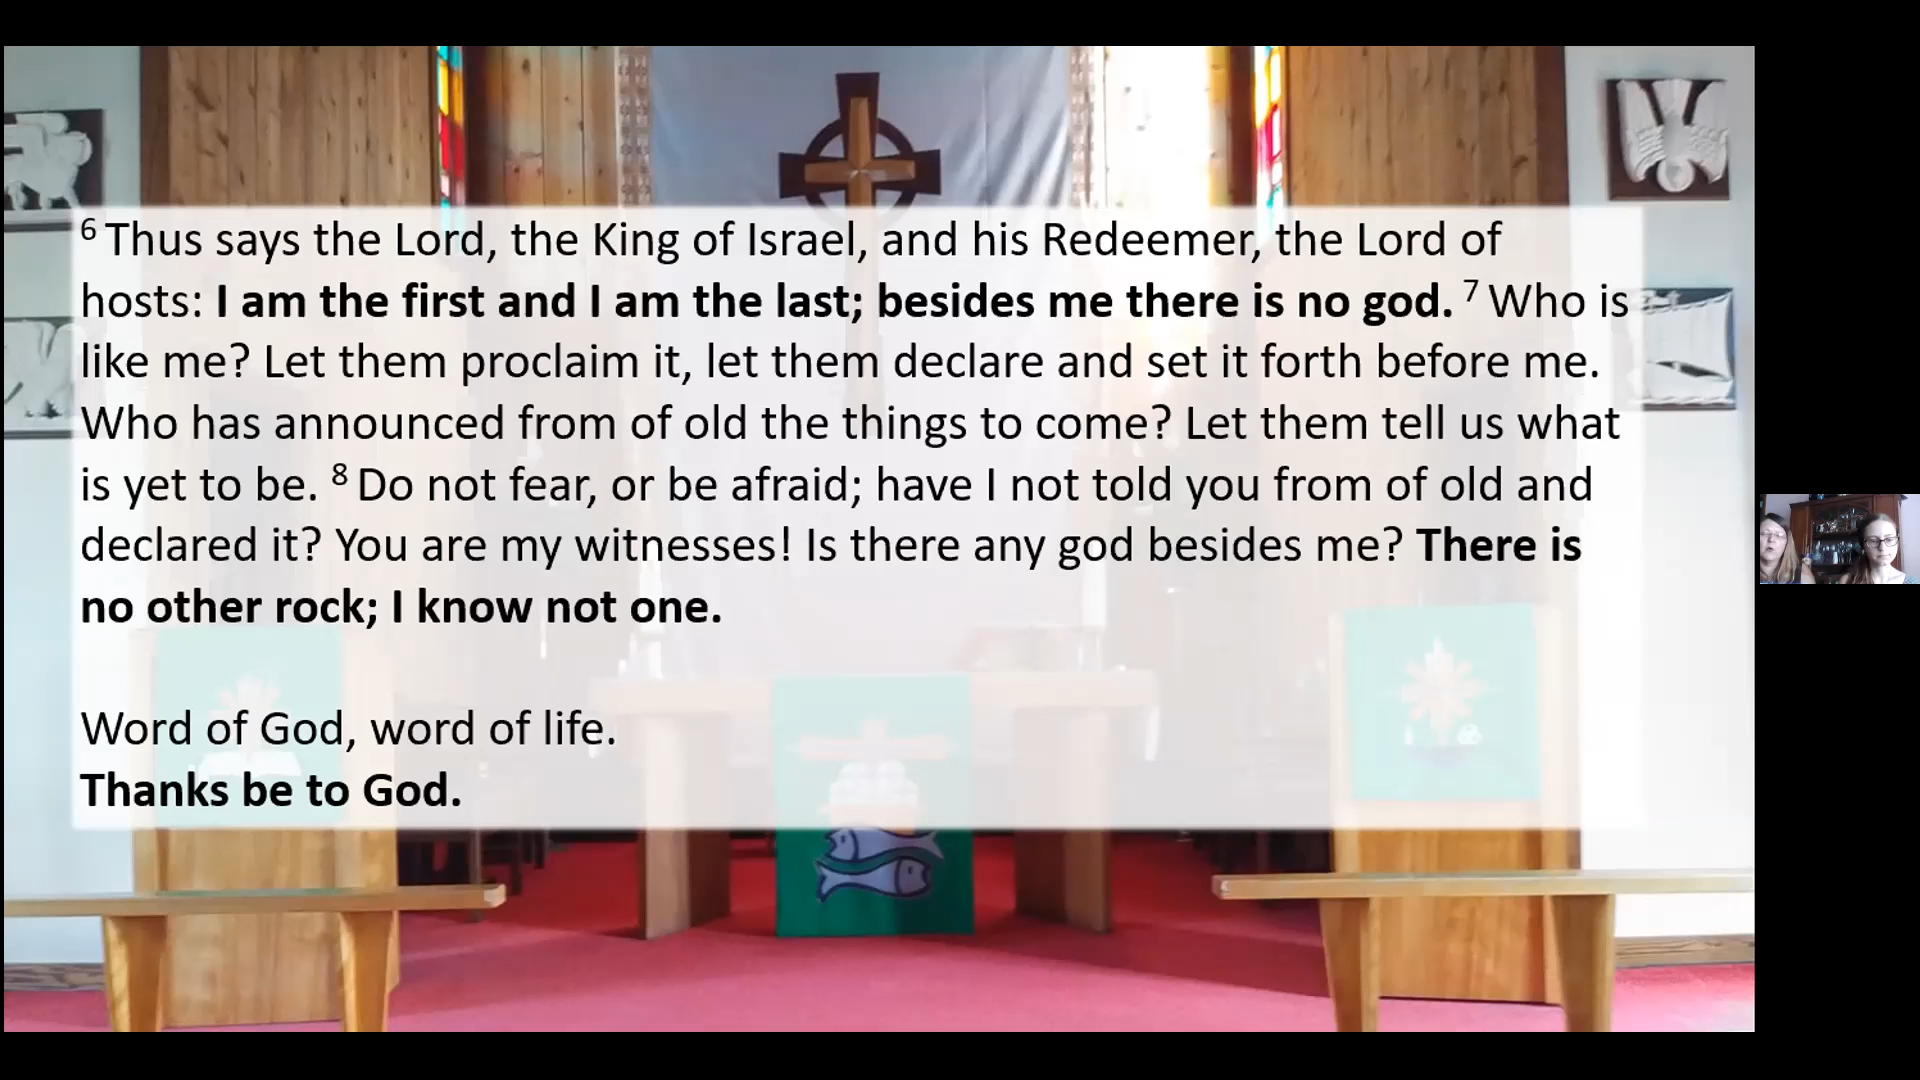 6 Thus says the Lord, the King of Israel, and his Redeemer, the Lord of
hosts: I am the first and I am the last; besides me there is no god. 7 Who is
like me? Let them proclaim it, let them declare and set it forth before me.
Who has announced from of old the things to come? Let them tell us what
is yet to be. 8 Do not fear, or be afraid; have I not told you from of old and
declared it? You are my witnesses! Is there any god besides me? There is
no other rock; I know not one.
Word of God, word of life.
Thanks be to God.